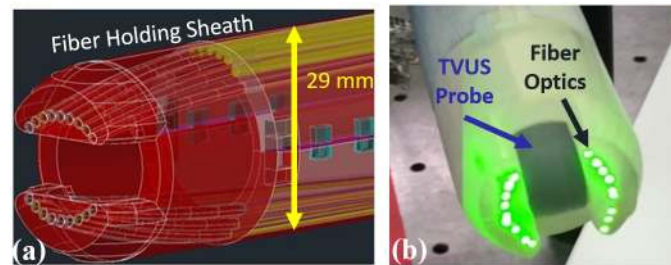 Fiber Holding Sheath
29 mm
(a)
TVUS
Probe
Fiber
Optics
(b)